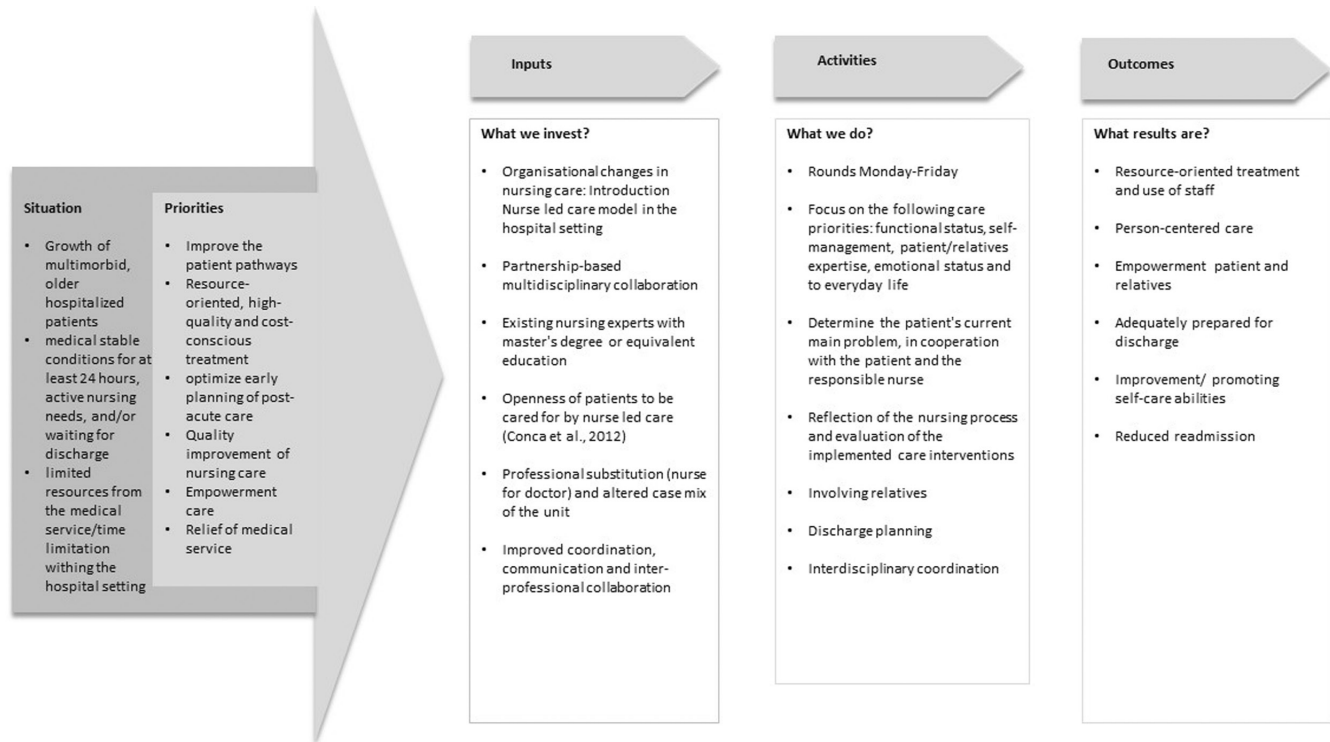 Situation
• Growth of
multimorbid,
older
hospitalized
patients
• medical stable
conditions for at
least 24 hours,
active nursing
needs, and/or
waiting for
discharge
• limited
resources from
the medical
service/time
limitation
withing the
hospital setting
Priorities
• Improve the
patient pathways
• Resource-
oriented, high-
quality and cost-
conscious
treatment
• optimize early
planning of post-
acute care
• Quality
improvement of
nursing care
• Empowerment
care
• Relief of medical
service
Inputs
What we invest?
• Organisational changes in
nursing care: Introduction
Nurse led care model in the
hospital setting
• Partnership-based
multidisciplinary collaboration
• Existing nursing experts with
master's degree or equivalent
education
• Openness of patients to be
cared for by nurse led care
(Conca et al., 2012)
• Professional substitution (nurse
for doctor) and altered case mix
of the unit
• Improved coordination,
communication and inter-
professional collaboration
Activities
What we do?
• Rounds Monday-Friday
• Focus on the following care
priorities: functional status, self-
management, patient/relatives
expertise, emotional status and
to everyday life
• Determine the patient's current
main problem, in cooperation
with the patient and the
responsible nurse
• Reflection of the nursing process
and evaluation of the
implemented care interventions
• Involving relatives
• Discharge planning
• Interdisciplinary coordination
Outcomes
What results are?
• Resource-oriented treatment
and use of staff
• Person-centered care
• Empowerment patient and
relatives
• Adequately prepared for
discharge
• Improvement/ promoting
self-care abilities
• Reduced readmission